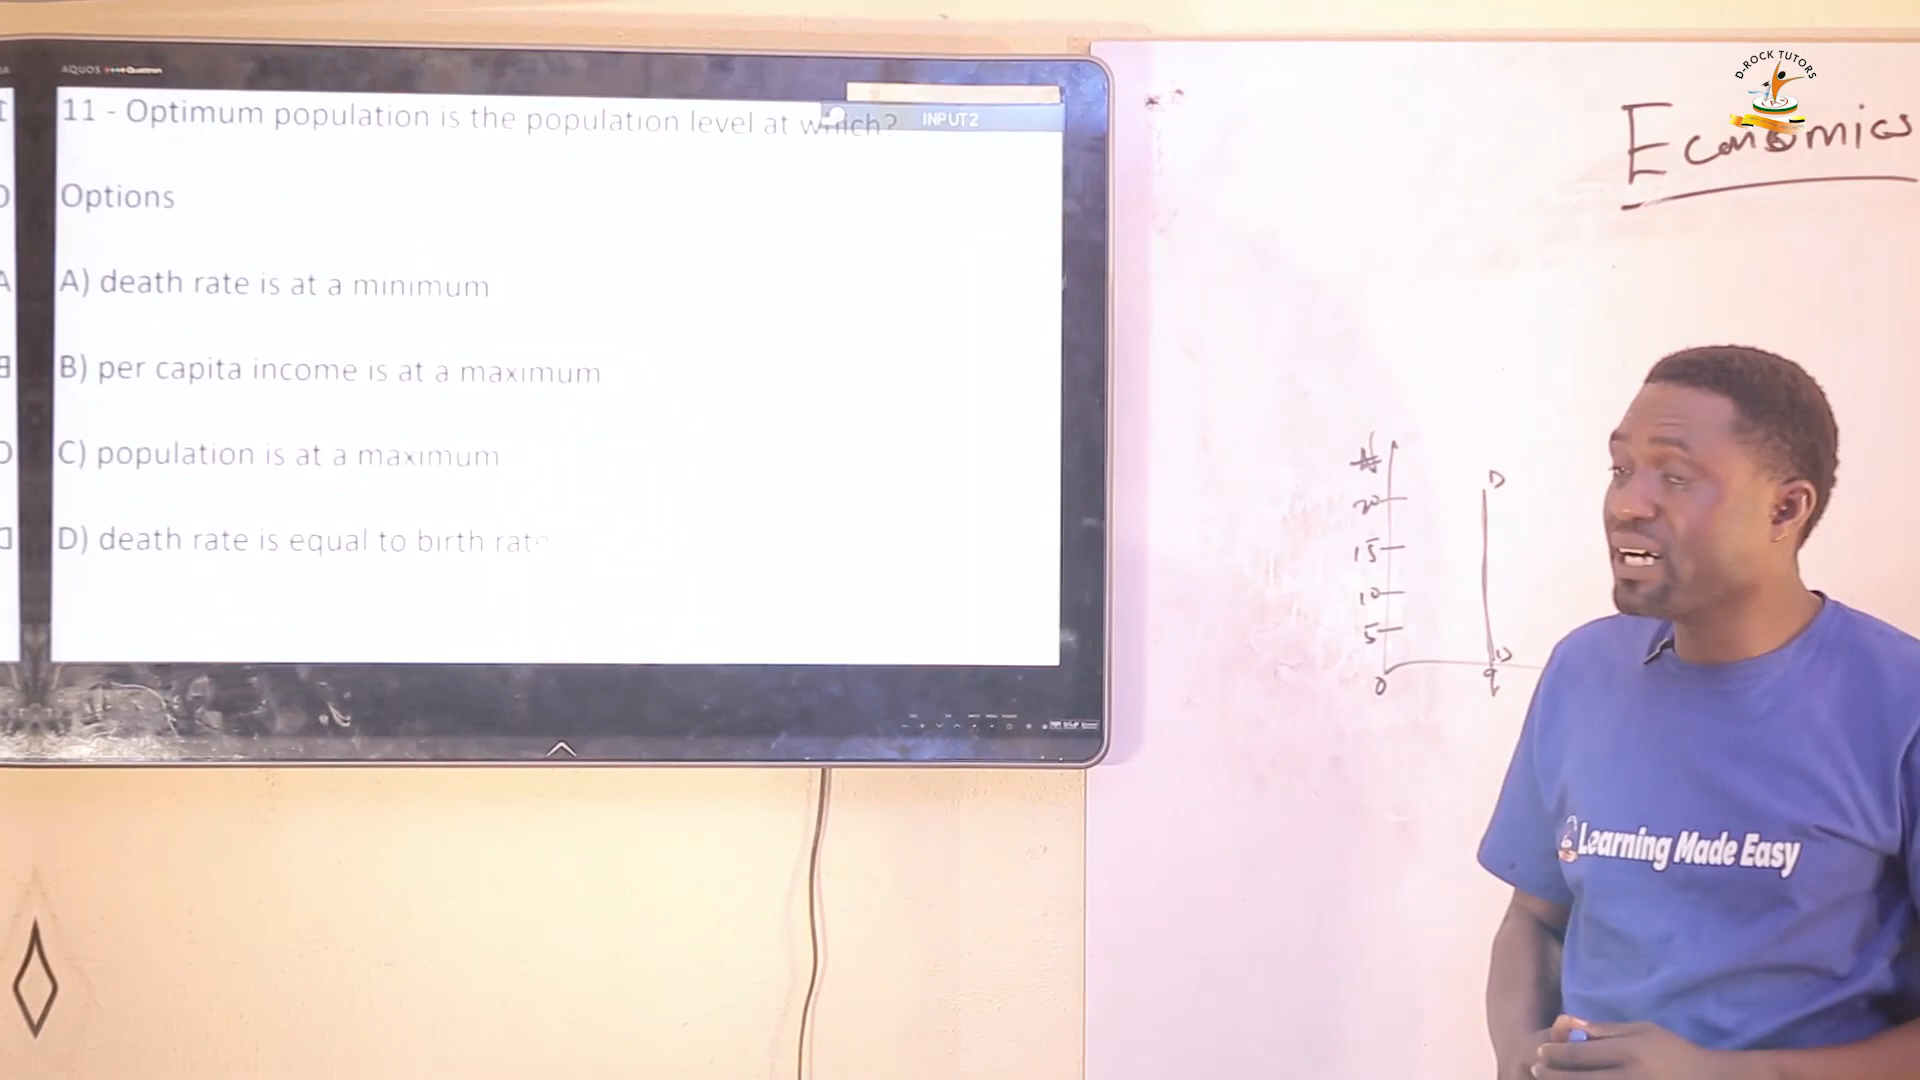 AQUOS Quattron
11 - Optimum population is the population level at which?
INPUT2
Options
A) death rate is at a minimum
B) per capita income is at a maximum
C) population is at a maximum
D) death rate is equal to birth rate
D-ROCK TUTORS
Economics
₦
20
15
10
5
0
D
D
q
Learning Made Easy